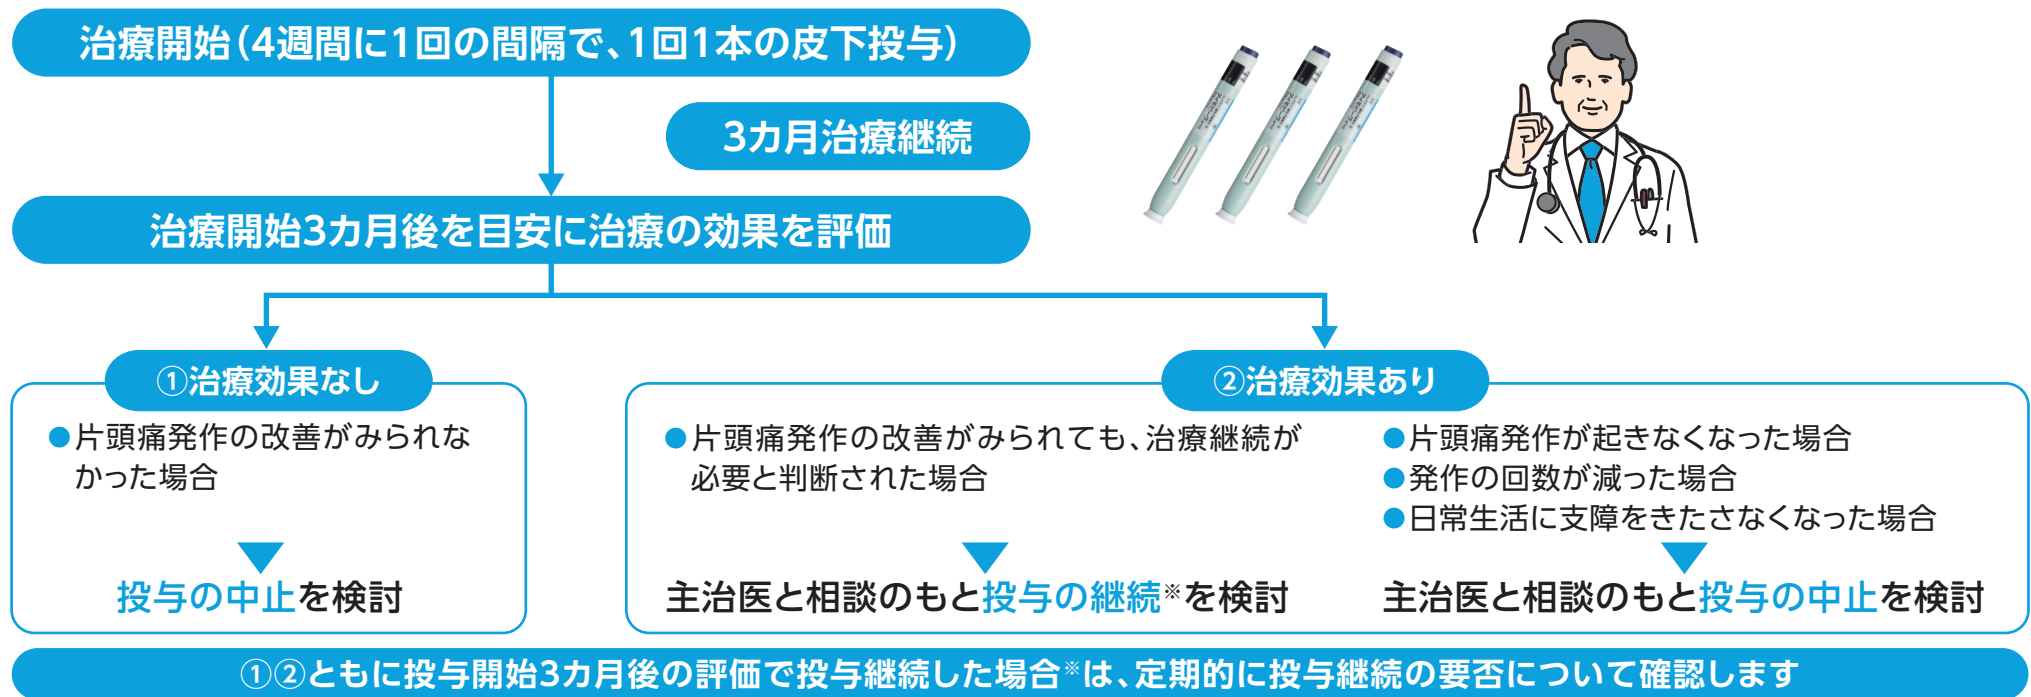 治療開始（4週間に1回の間隔で、1回1本の皮下投与）
3カ月治療継続
治療開始3カ月後を目安に治療の効果を評価
①治療効果なし
●片頭痛発作の改善がみられな
かった場合
投与の中止を検討
②治療効果あり
●片頭痛発作の改善がみられても、治療継続が
必要と判断された場合
主治医と相談のもと投与の継続※を検討
●片頭痛発作が起きなくなった場合
●発作の回数が減った場合
●日常生活に支障をきたさなくなった場合
主治医と相談のもと投与の中止を検討
①②ともに投与開始3カ月後の評価で投与継続した場合※は、定期的に投与継続の要否について確認します